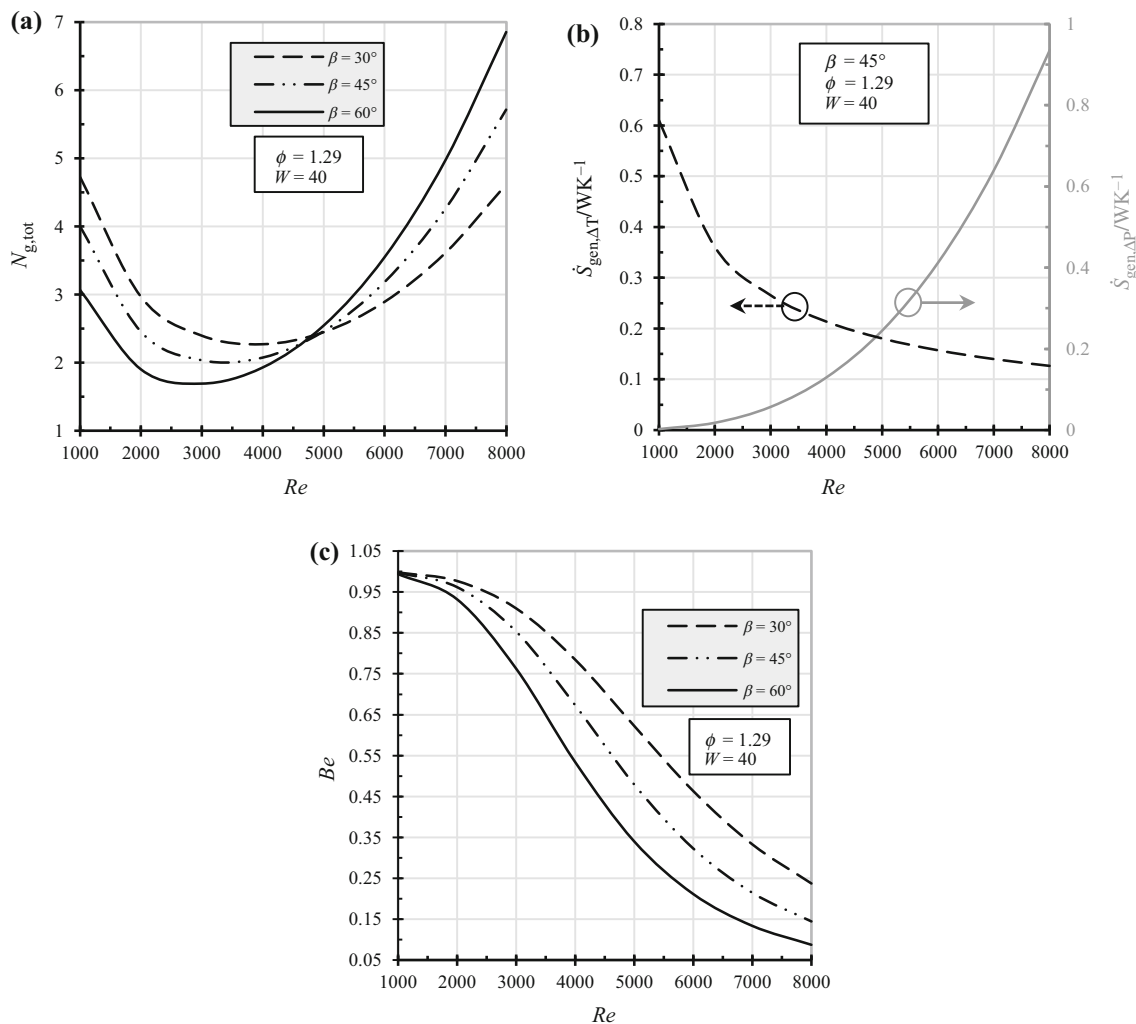 (a)
7
6
5
4
3
2
1
N_g,tot
β = 30°
β = 45°
β = 60°
ϕ = 1.29
W = 40
1000 2000 3000 4000 5000 6000 7000 8000
Re
(b)
0.8
0.7
0.6
0.5
0.4
0.3
0.2
0.1
0
Ṡ_gen,ΔT/WK⁻¹
β = 45°
ϕ = 1.29
W = 40
1
0.8
0.6
0.4
0.2
0
Ṡ_gen,ΔP/WK⁻¹
1000 2000 3000 4000 5000 6000 7000 8000
Re
(c)
1.05
0.95
0.85
0.75
0.65
0.55
0.45
0.35
0.25
0.15
0.05
Be
β = 30°
β = 45°
β = 60°
ϕ = 1.29
W = 40
1000 2000 3000 4000 5000 6000 7000 8000
Re